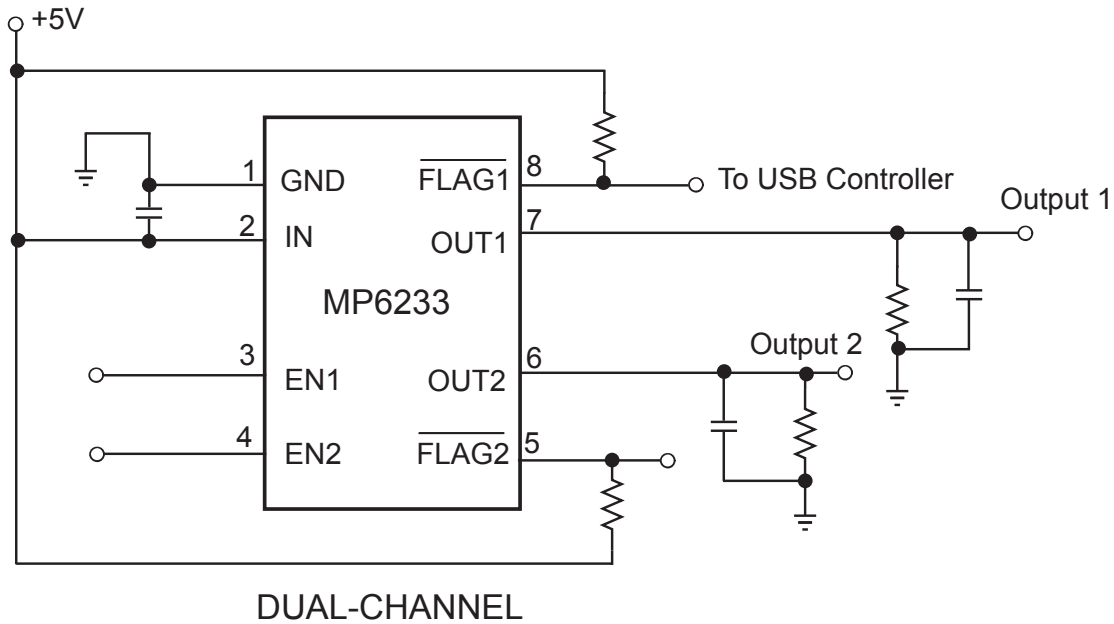 +5V
1
GND
FLAG1
8
To USB Controller
2
IN
OUT1
7
Output 1
MP6233
3
EN1
OUT2
6
Output 2
4
EN2
FLAG2
5
DUAL-CHANNEL